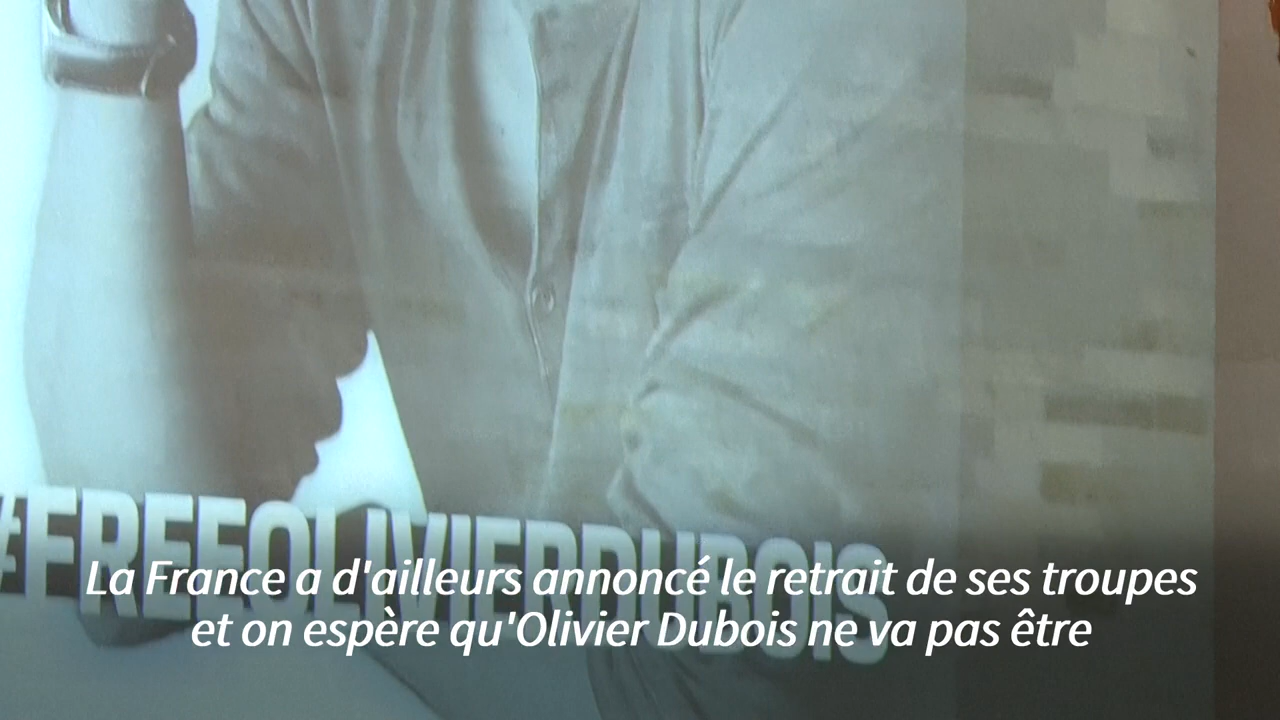 #FREEOLIVIERDUBOIS
La France a d'ailleurs annoncé le retrait de ses troupes
et on espère qu'Olivier Dubois ne va pas être